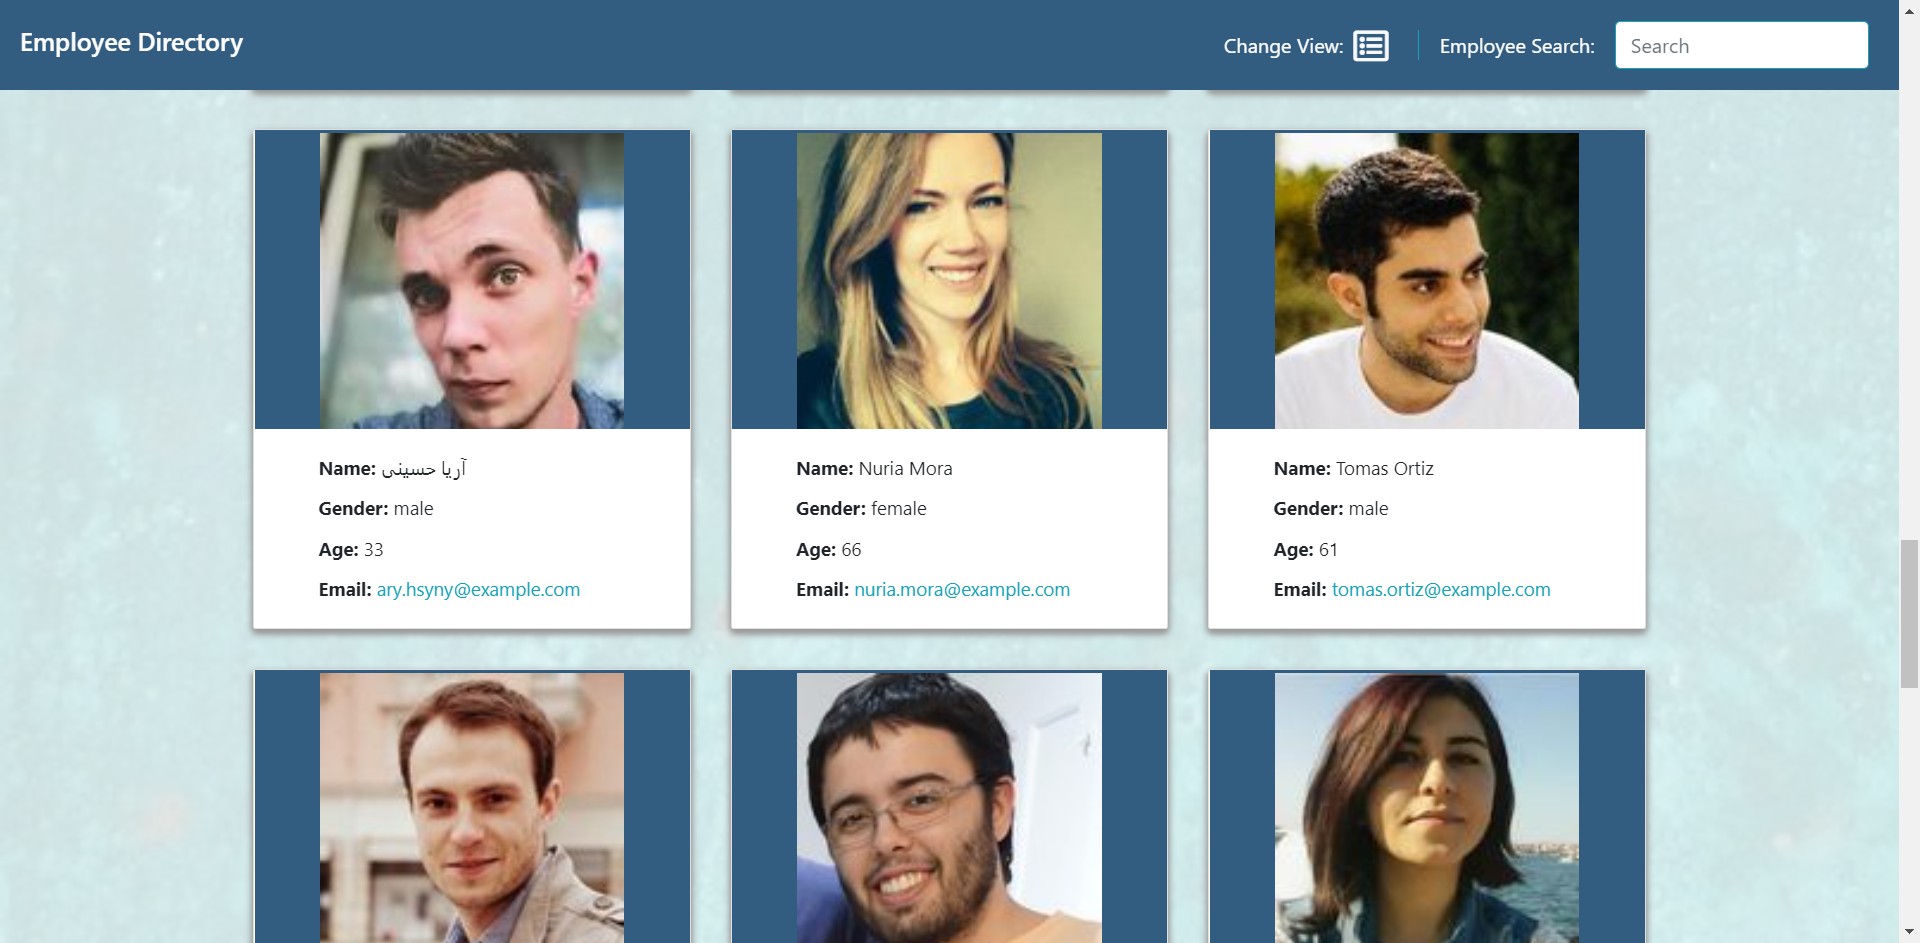 Employee Directory
Change View:
Employee Search:
Search
Name: آریا حسینی
Gender: male
Age: 33
Email: ary.hsyny@example.com
Name: Nuria Mora
Gender: female
Age: 66
Email: nuria.mora@example.com
Name: Tomas Ortiz
Gender: male
Age: 61
Email: tomas.ortiz@example.com